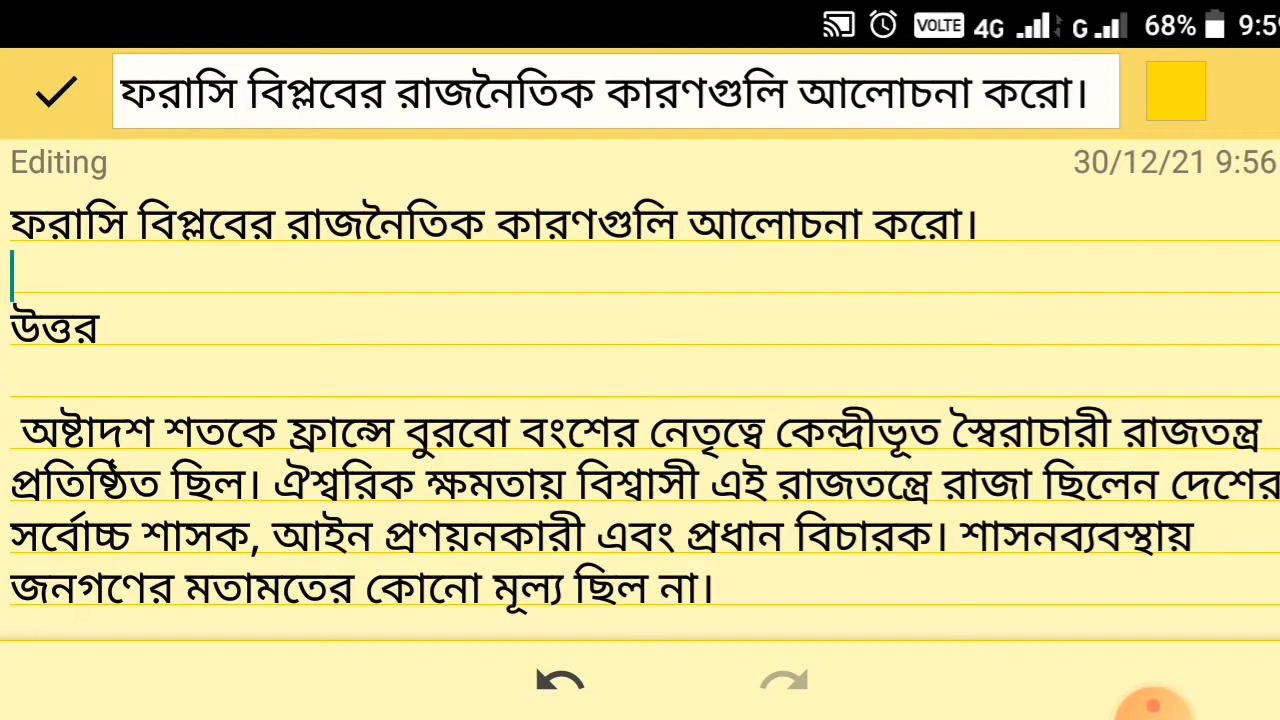 VOLTE 4G G 68% 9:59
ফরাসি বিপ্লবের রাজনৈতিক কারণগুলি আলোচনা করো।
Editing 30/12/21 9:56
ফরাসি বিপ্লবের রাজনৈতিক কারণগুলি আলোচনা করো।
উত্তর
অষ্টাদশ শতকে ফ্রান্সে বুরবো বংশের নেতৃত্বে কেন্দ্রীভূত স্বৈরাচারী রাজতন্ত্র
প্রতিষ্ঠিত ছিল। ঐশ্বরিক ক্ষমতায় বিশ্বাসী এই রাজতন্ত্রে রাজা ছিলেন দেশের
সর্বোচ্চ শাসক, আইন প্রণয়নকারী এবং প্রধান বিচারক। শাসনব্যবস্থায়
জনগণের মতামতের কোনো মূল্য ছিল না।